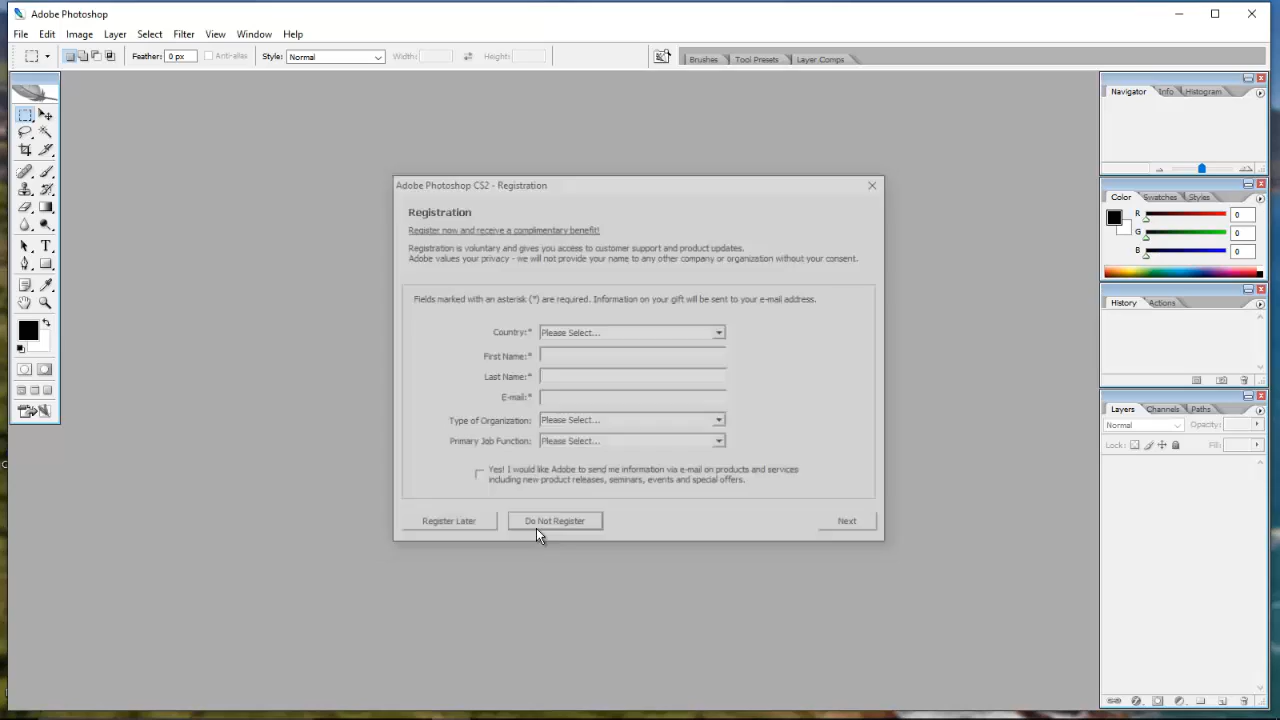 Adobe Photoshop
File Edit Image Layer Select Filter View Window Help
Feather: 0 px Anti-alias Style: Normal Width: Height: Brushes Tool Presets Layer Comps
Navigator Info Histogram
Color Swatches Styles
R 0
G 0
B 0
History Actions
Layers Channels Paths
Normal Opacity:
Lock: Fill:
T
Adobe Photoshop CS2 - Registration
Registration
Register now and receive a complimentary benefit!
Registration is voluntary and gives you access to customer support and product updates.
Adobe values your privacy - we will not provide your name to any other company or organization without your consent.
Fields marked with an asterisk (*) are required. Information on your gift will be sent to your e-mail address.
Country:* Please Select...
First Name:*
Last Name:*
E-mail:*
Type of Organization: Please Select...
Primary Job Function: Please Select...
Yes! I would like Adobe to send me information via e-mail on products and services
including new product releases, seminars, events and special offers.
Register Later Do Not Register Next